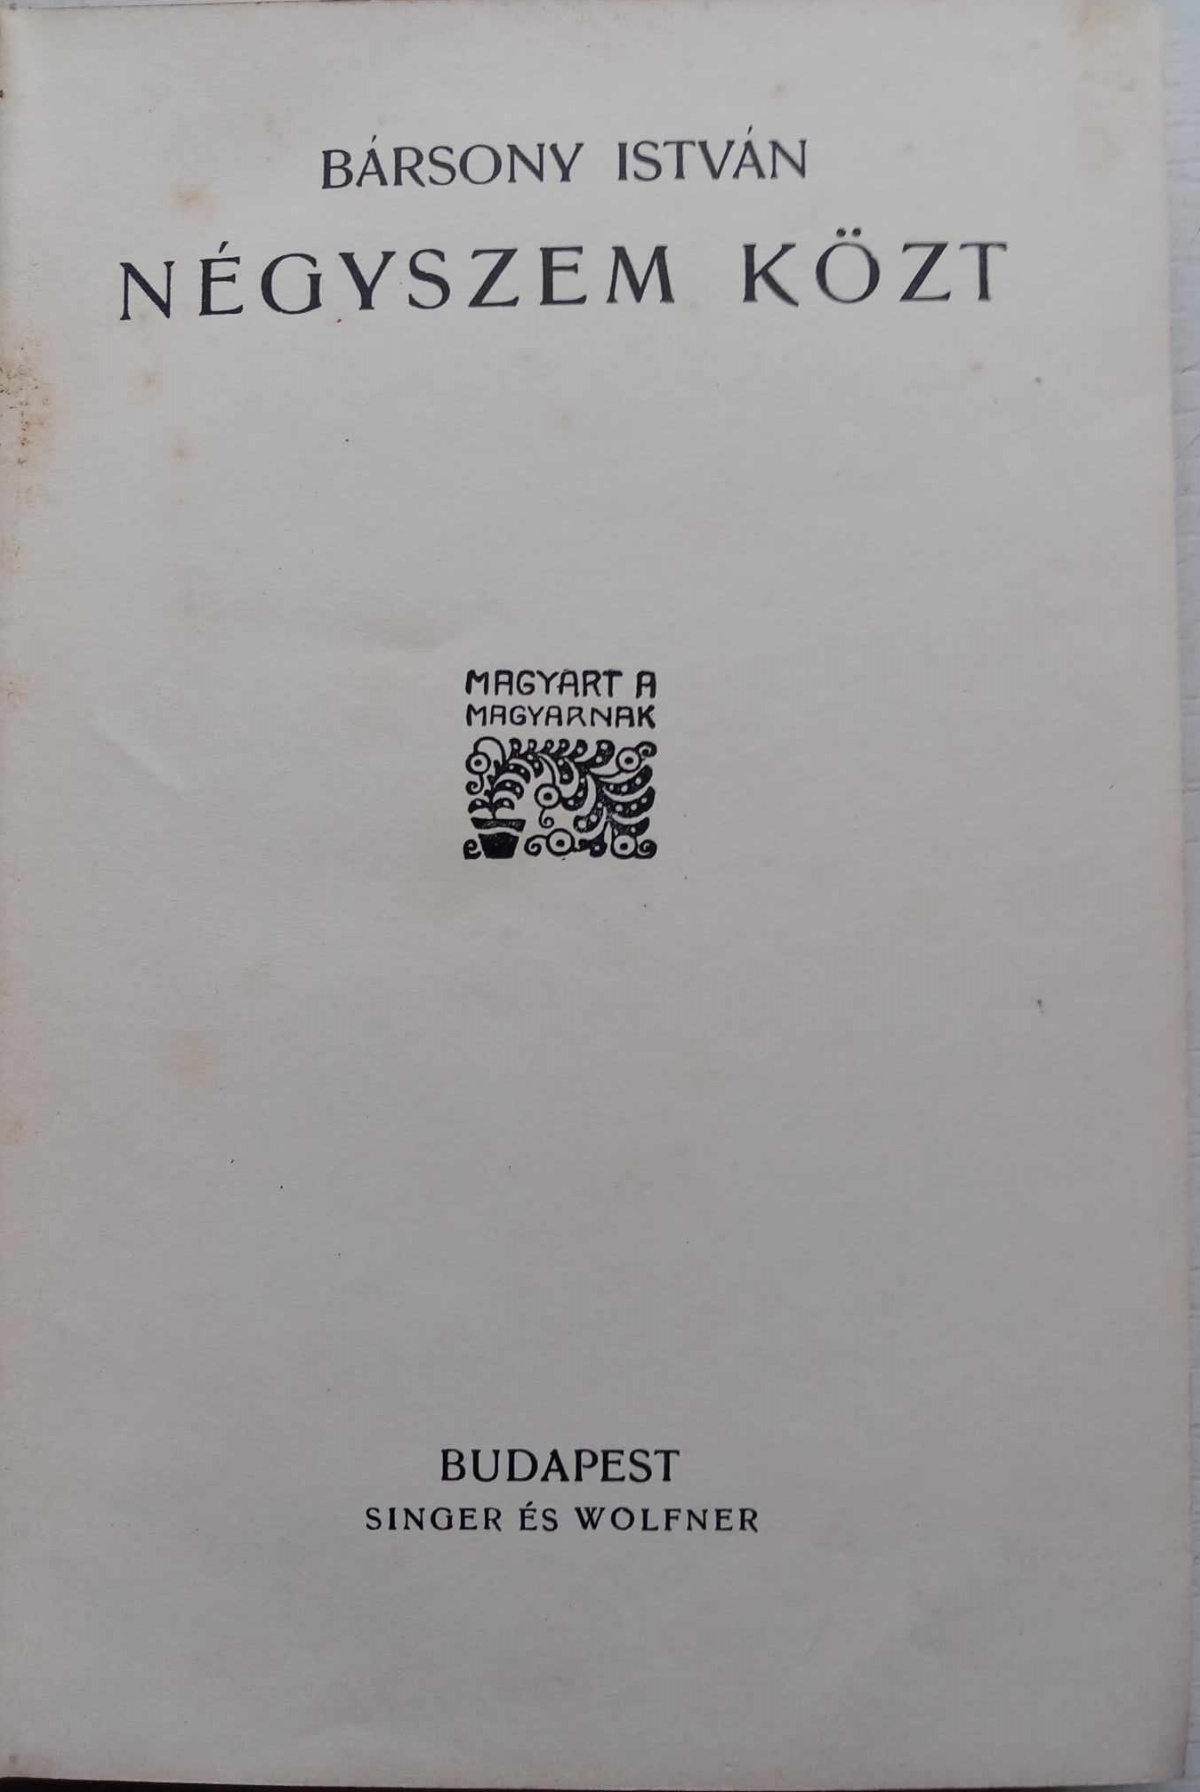 BÁRSONY ISTVÁN
NÉGYSZEM KÖZT
MAGYART A
MAGYARNAK
BUDAPEST
SINGER ÉS WOLFNER